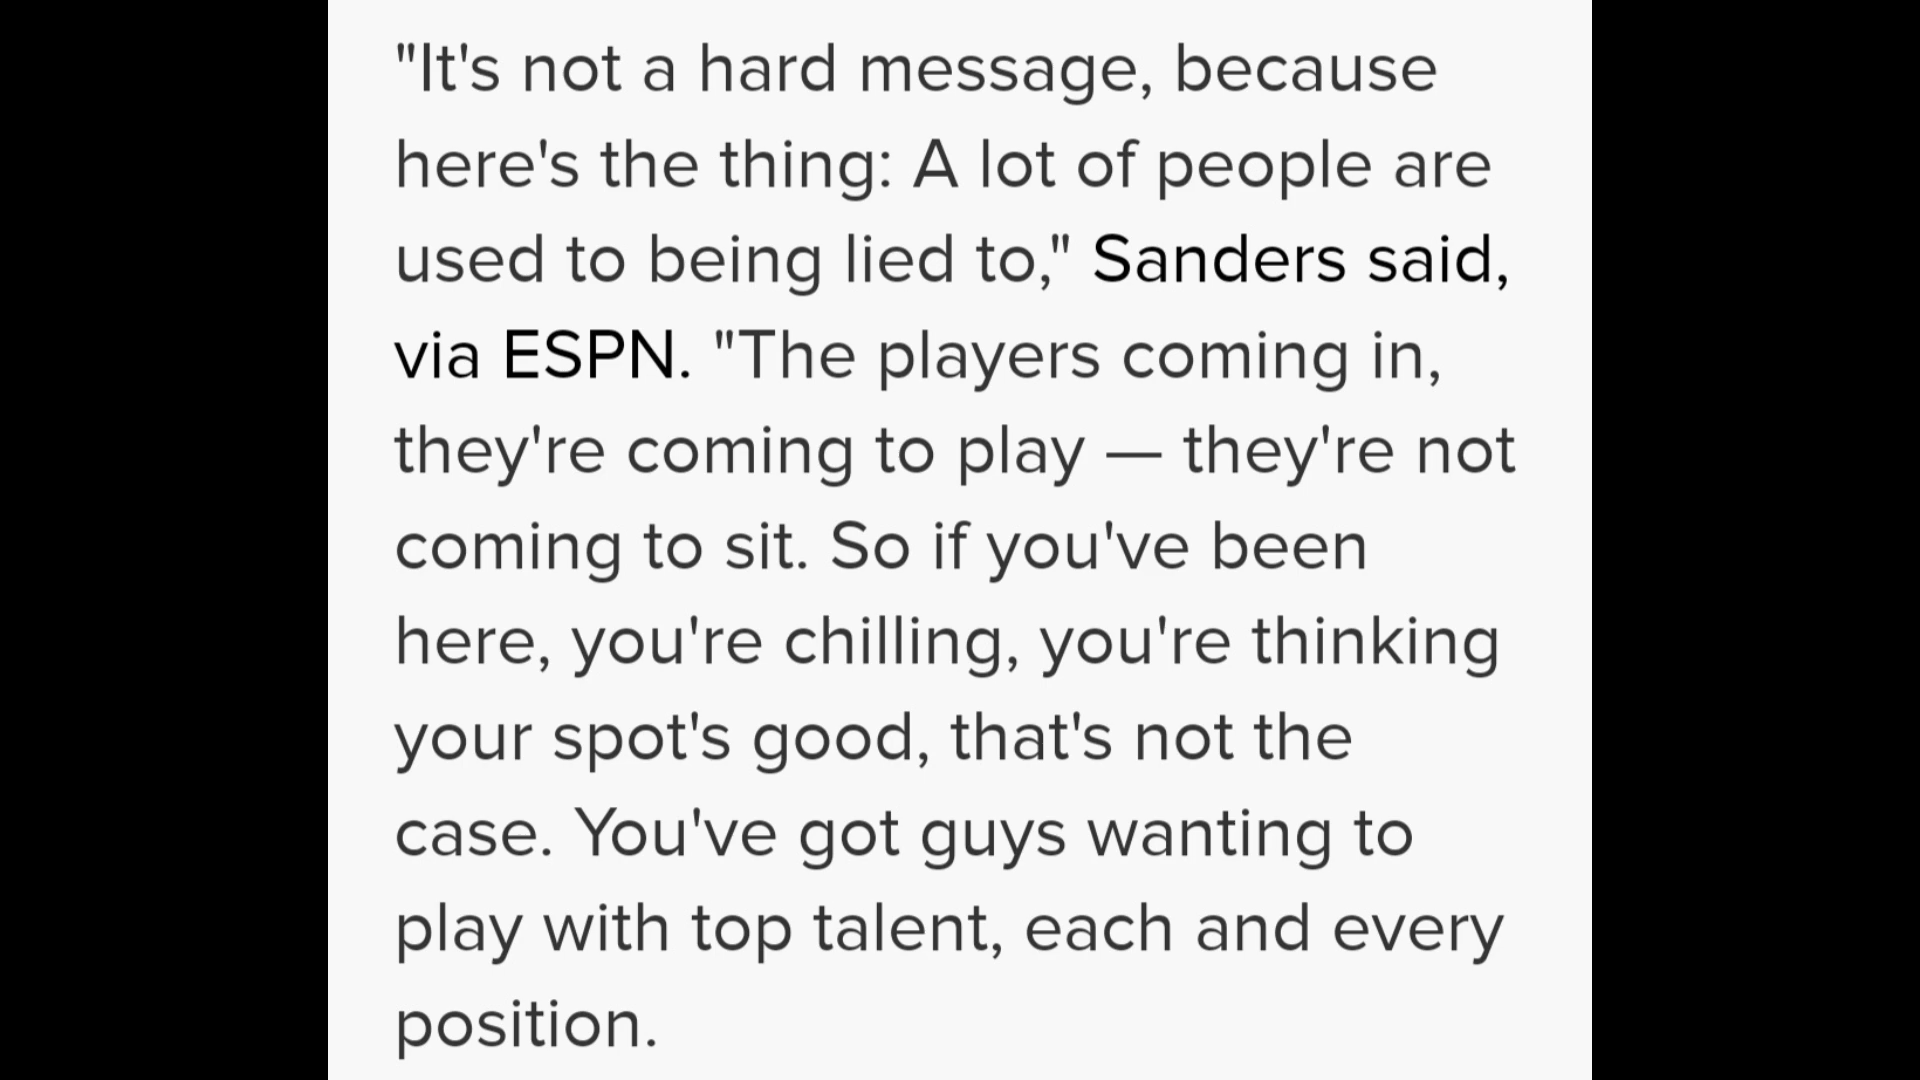 "It's not a hard message, because
here's the thing: A lot of people are
used to being lied to," Sanders said,
via ESPN. "The players coming in,
they're coming to play — they're not
coming to sit. So if you've been
here, you're chilling, you're thinking
your spot's good, that's not the
case. You've got guys wanting to
play with top talent, each and every
position.